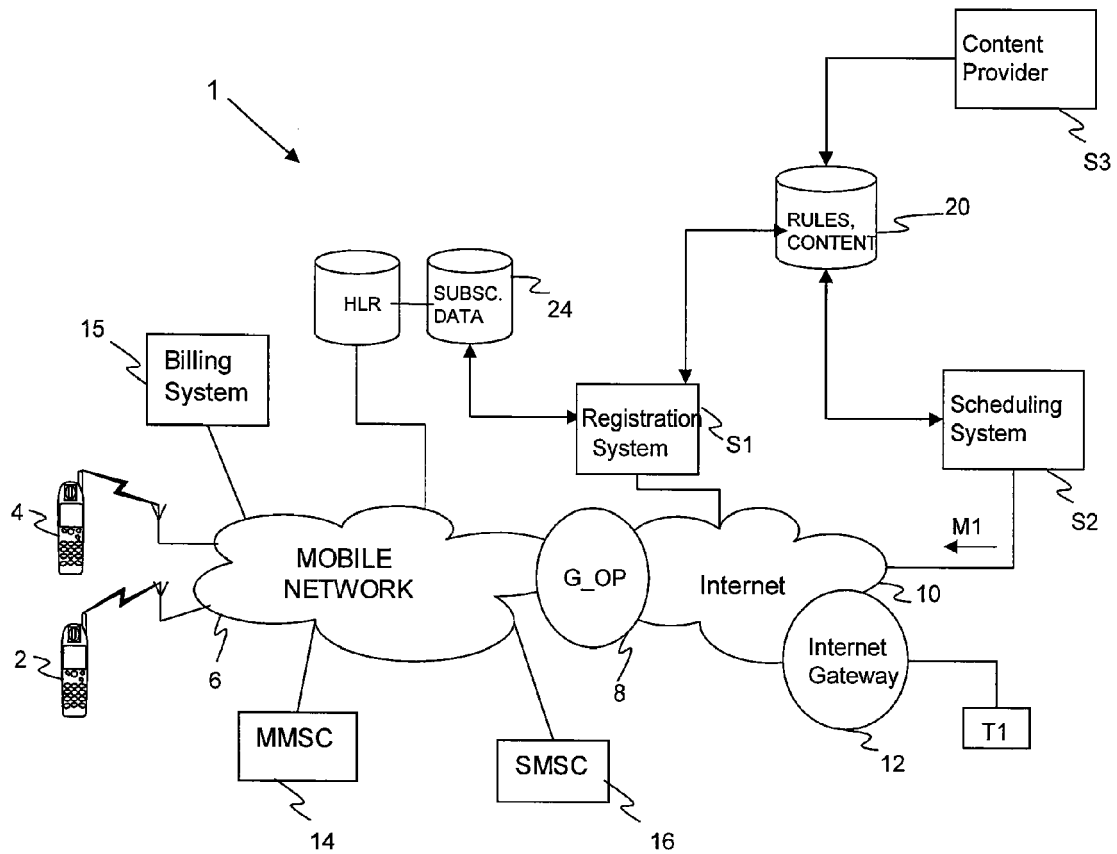 Content
Provider
S3
1
RULES,
CONTENT
20
HLR
SUBSC.
DATA
24
15
Billing
System
Registration
System
S1
Scheduling
System
S2
M1
4
MOBILE
NETWORK
G_OP
Internet
10
2
6
8
Internet
Gateway
12
T1
MMSC
14
SMSC
16